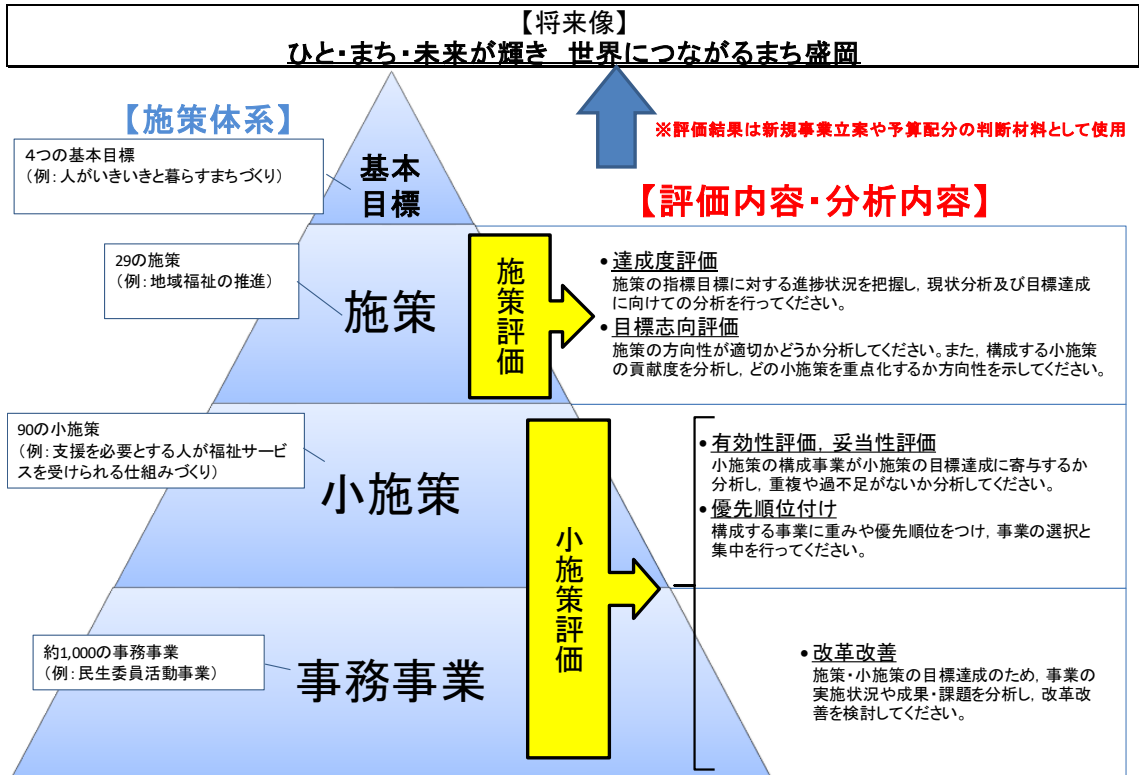 【将来像】
ひと・まち・未来が輝き 世界につながるまち盛岡
【施策体系】
※評価結果は新規事業立案や予算配分の判断材料として使用
4つの基本目標
（例：人がいきいきと暮らすまちづくり）
基本
目標
【評価内容・分析内容】
29の施策
（例：地域福祉の推進）
施策
施策評価
• 達成度評価
施策の指標目標に対する進捗状況を把握し，現状分析及び目標達成
に向けての分析を行ってください。
• 目標志向評価
施策の方向性が適切かどうか分析してください。また，構成する小施策
の貢献度を分析し，どの小施策を重点化するか方向性を示してください。
90の小施策
（例：支援を必要とする人が福祉サービ
スを受けられる仕組みづくり）
小施策
小施策評価
• 有効性評価，妥当性評価
小施策の構成事業が小施策の目標達成に寄与するか
分析し，重複や過不足がないか分析してください。
• 優先順位付け
構成する事業に重みや優先順位をつけ，事業の選択と
集中を行ってください。
約1,000の事務事業
（例：民生委員活動事業）
事務事業
• 改革改善
施策・小施策の目標達成のため，事業の
実施状況や成果・課題を分析し，改革改
善を検討してください。